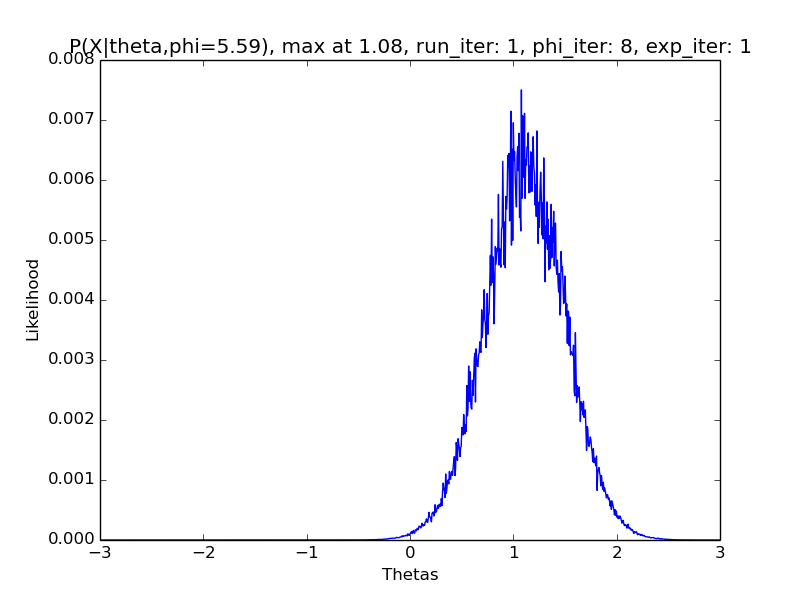 P(X|theta,phi=5.59), max at 1.08, run_iter: 1, phi_iter: 8, exp_iter: 1
0.008
0.007
0.006
0.005
0.004
0.003
0.002
0.001
0.000
Likelihood
−3 −2 −1 0 1 2 3
Thetas